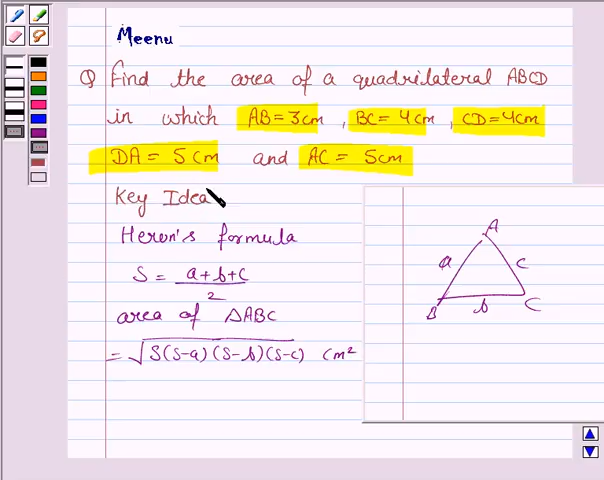 Meenu
Q Find the area of a quadrilateral ABCD
in which AB=3cm, BC=4cm, CD=4cm
DA = 5cm and AC = 5cm
Key Idea
Heron's formula
S = a+b+c
2
area of ΔABC
= √S(S-a)(S-b)(S-c) cm²
A
a c
B b C